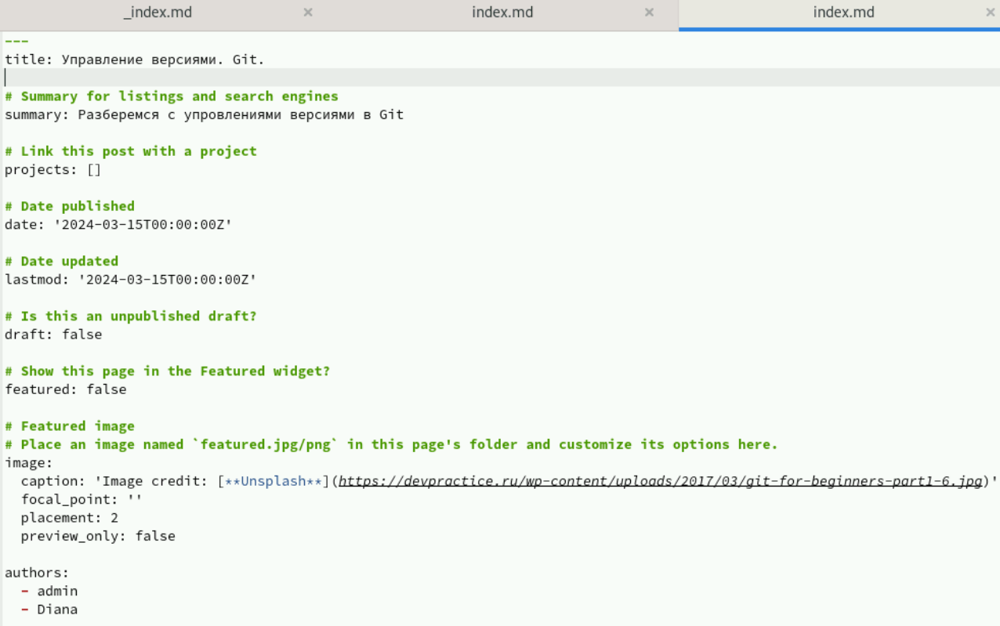 _index.md
index.md
index.md
---
title: Управление версиями. Git.
# Summary for listings and search engines
summary: Разберемся с упровлениями версиями в Git
# Link this post with a project
projects: []
# Date published
date: '2024-03-15T00:00:00Z'
# Date updated
lastmod: '2024-03-15T00:00:00Z'
# Is this an unpublished draft?
draft: false
# Show this page in the Featured widget?
featured: false
# Featured image
# Place an image named `featured.jpg/png` in this page's folder and customize its options here.
image:
  caption: 'Image credit: [**Unsplash**](https://devpractice.ru/wp-content/uploads/2017/03/git-for-beginners-part1-6.jpg)'
  focal_point: ''
  placement: 2
  preview_only: false
authors:
  - admin
  - Diana